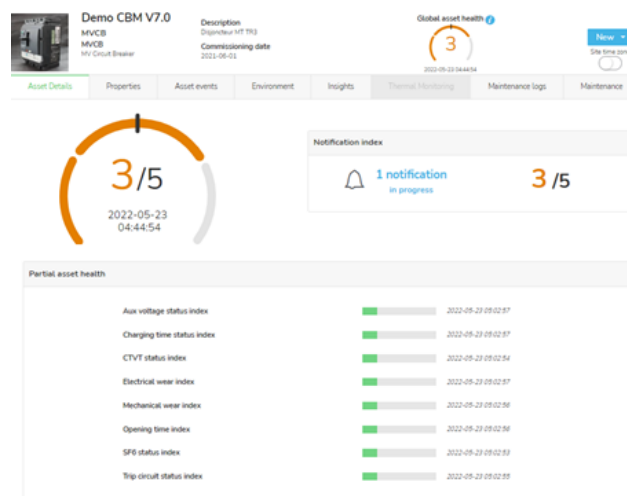 Demo CBM V7.0
MVCB
MVCB
MV Circuit Breaker
Description
Disjoncteur MT TR3
Commissioning date
2021-06-01
Global asset health
3
2022-05-23 04:44:54
New
Site time zone
Asset Details
Properties
Asset events
Environment
Insights
Thermal Monitoring
Maintenance logs
Maintenance
3/5
2022-05-23
04:44:54
Notification index
1 notification
in progress
3 /5
Partial asset health
Aux voltage status index 2022-05-23 05:02:57
Charging time status index 2022-05-23 05:02:57
CTVT status index 2022-05-23 05:02:54
Electrical wear index 2022-05-23 05:02:57
Mechanical wear index 2022-05-23 05:02:56
Opening time index 2022-05-23 05:02:56
SF6 status index 2022-05-23 05:02:53
Trip circuit status index 2022-05-23 05:02:55